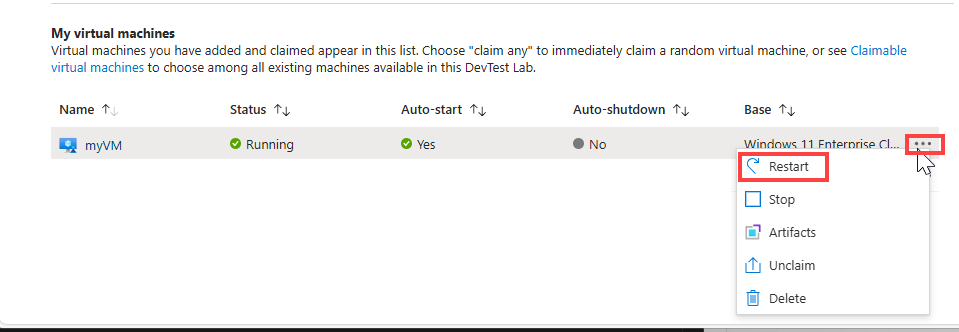 My virtual machines
Virtual machines you have added and claimed appear in this list. Choose "claim any" to immediately claim a random virtual machine, or see Claimable
virtual machines to choose among all existing machines available in this DevTest Lab.
Name ↑↓ Status ↑↓ Auto-start ↑↓ Auto-shutdown ↑↓ Base ↑↓
myVM Running Yes No Windows 11 Enterprise Cl... •••
Restart
Stop
Artifacts
Unclaim
Delete